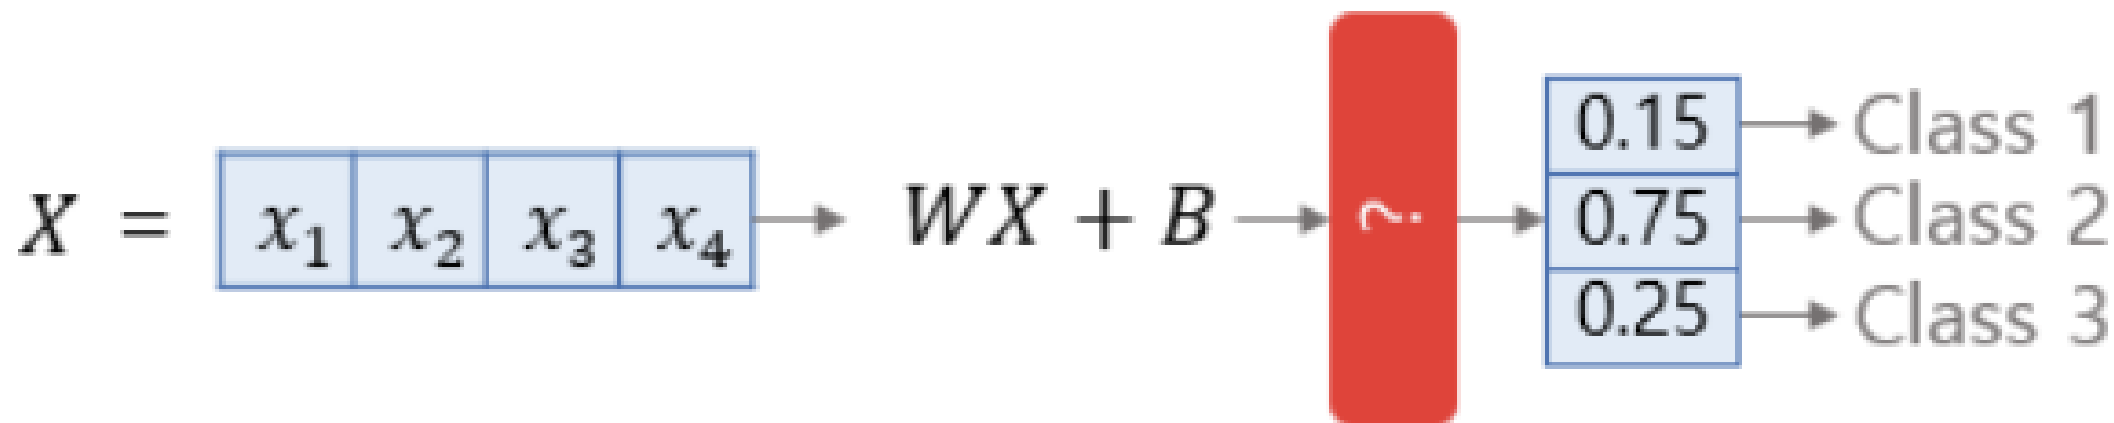 X = x₁ x₂ x₃ x₄ WX + B ?
0.15 Class 1
0.75 Class 2
0.25 Class 3